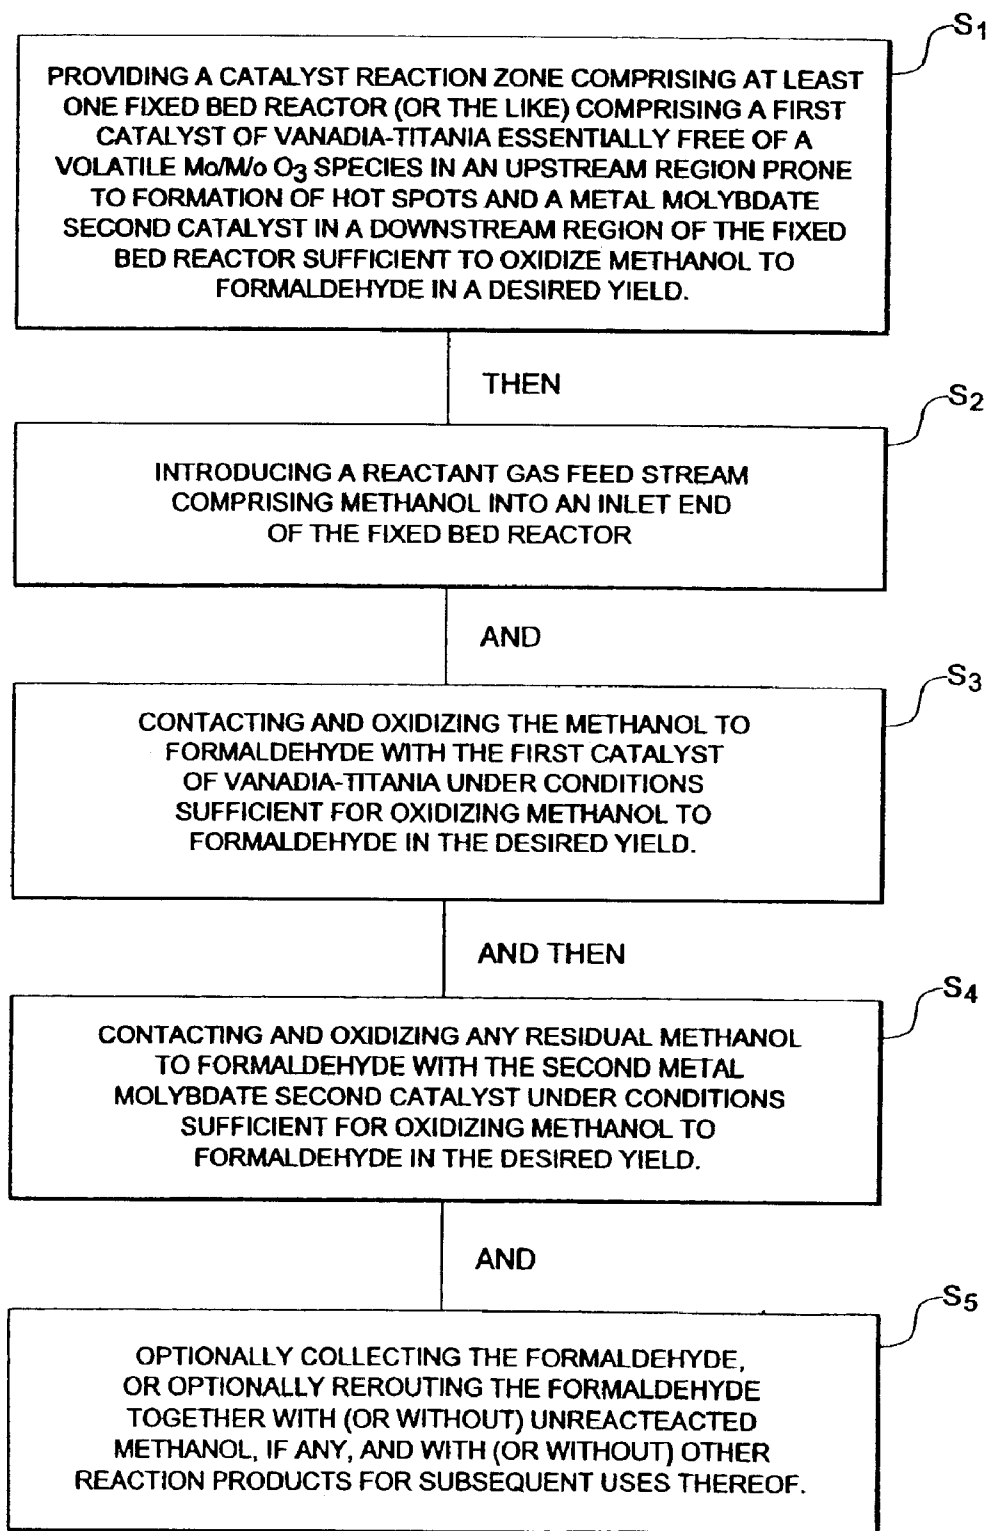 S1
PROVIDING A CATALYST REACTION ZONE COMPRISING AT LEAST
ONE FIXED BED REACTOR (OR THE LIKE) COMPRISING A FIRST
CATALYST OF VANADIA-TITANIA ESSENTIALLY FREE OF A
VOLATILE Mo/M/o O3 SPECIES IN AN UPSTREAM REGION PRONE
TO FORMATION OF HOT SPOTS AND A METAL MOLYBDATE
SECOND CATALYST IN A DOWNSTREAM REGION OF THE FIXED
BED REACTOR SUFFICIENT TO OXIDIZE METHANOL TO
FORMALDEHYDE IN A DESIRED YIELD.
THEN
S2
INTRODUCING A REACTANT GAS FEED STREAM
COMPRISING METHANOL INTO AN INLET END
OF THE FIXED BED REACTOR
AND
S3
CONTACTING AND OXIDIZING THE METHANOL TO
FORMALDEHYDE WITH THE FIRST CATALYST
OF VANADIA-TITANIA UNDER CONDITIONS
SUFFICIENT FOR OXIDIZING METHANOL TO
FORMALDEHYDE IN THE DESIRED YIELD.
AND THEN
S4
CONTACTING AND OXIDIZING ANY RESIDUAL METHANOL
TO FORMALDEHYDE WITH THE SECOND METAL
MOLYBDATE SECOND CATALYST UNDER CONDITIONS
SUFFICIENT FOR OXIDIZING METHANOL TO
FORMALDEHYDE IN THE DESIRED YIELD.
AND
S5
OPTIONALLY COLLECTING THE FORMALDEHYDE,
OR OPTIONALLY REROUTING THE FORMALDEHYDE
TOGETHER WITH (OR WITHOUT) UNREACTEACTED
METHANOL, IF ANY, AND WITH (OR WITHOUT) OTHER
REACTION PRODUCTS FOR SUBSEQUENT USES THEREOF.